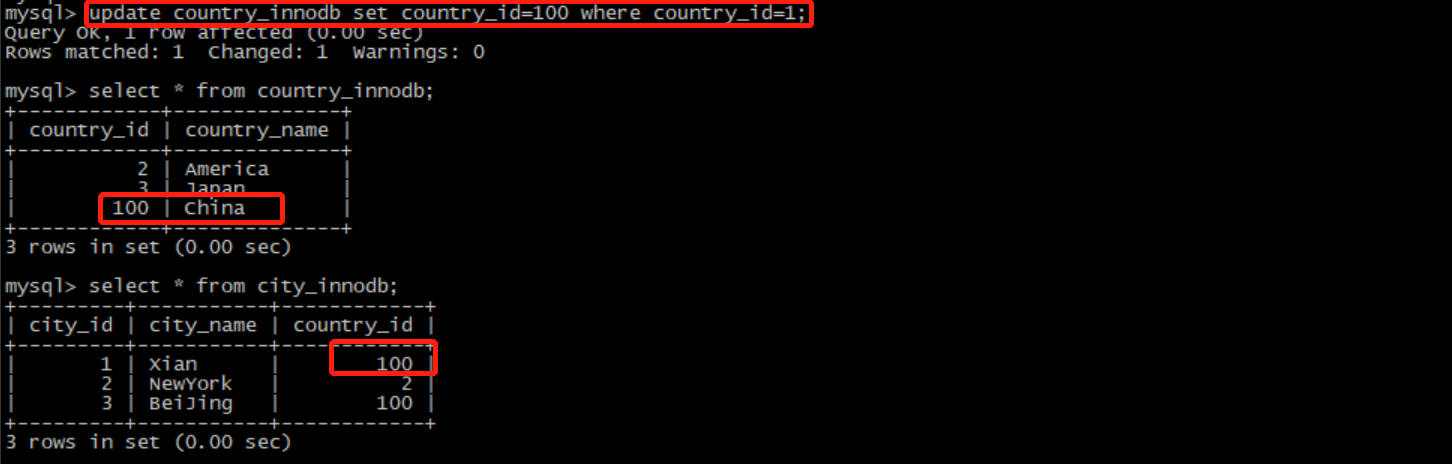 mysql> update country_innodb set country_id=100 where country_id=1;
Query OK, 1 row affected (0.00 sec)
Rows matched: 1  Changed: 1  Warnings: 0
mysql> select * from country_innodb;
+------------+--------------+
| country_id | country_name |
+------------+--------------+
|          2 | America      |
|          3 | Japan        |
|        100 | China        |
+------------+--------------+
3 rows in set (0.00 sec)
mysql> select * from city_innodb;
+---------+-----------+------------+
| city_id | city_name | country_id |
+---------+-----------+------------+
|       1 | Xian      |        100 |
|       2 | NewYork   |          2 |
|       3 | BeiJing   |        100 |
+---------+-----------+------------+
3 rows in set (0.00 sec)